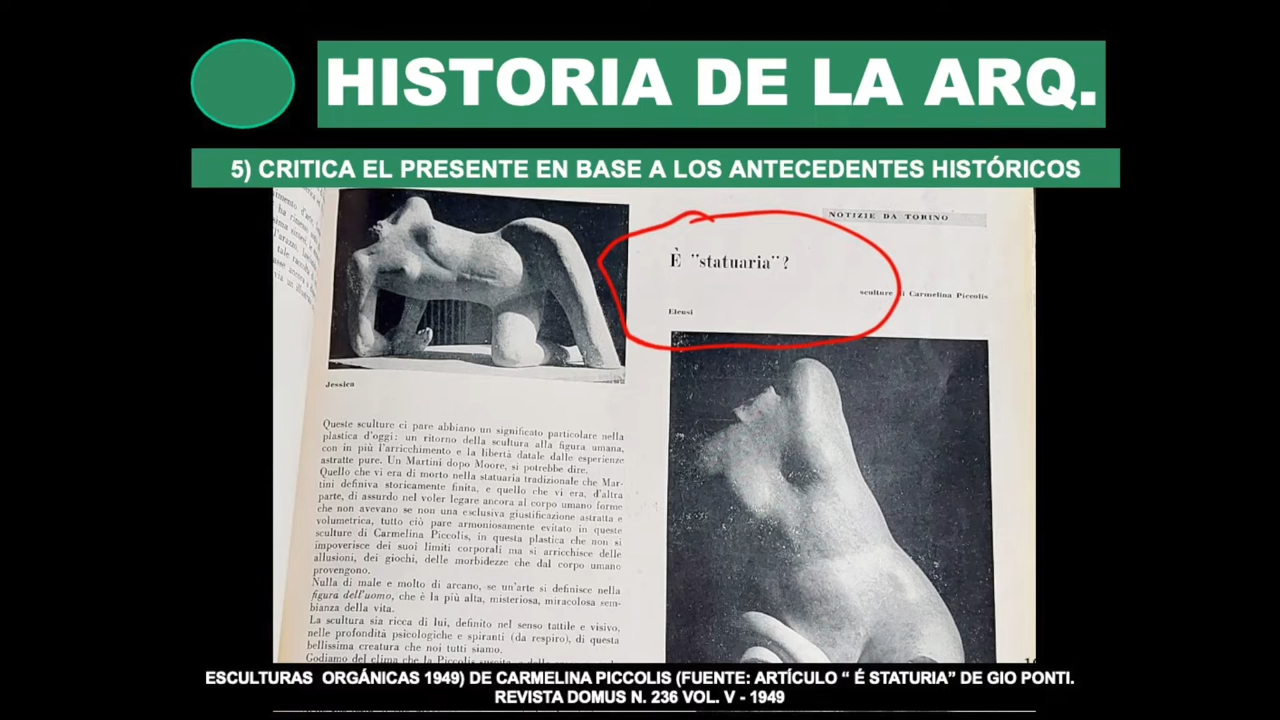 HISTORIA DE LA ARQ.
5) CRITICA EL PRESENTE EN BASE A LOS ANTECEDENTES HISTÓRICOS
NOTIZIE DA TORINO
È "statuaria"?
sculture di Carmelina Piccolis
Eleusi
Jessica
Queste sculture ci pare abbiano un significato particolare nella
plastica d'oggi: un ritorno della scultura alla figura umana,
con in più l'arricchimento e la libertà datale dalle esperienze
astratte pure. Un Martini dopo Moore, si potrebbe dire.
Quello che vi era di morto nella statuaria tradizionale che Mar-
tini definiva storicamente finita, e quello che vi era, d'altra
parte, di assurdo nel voler legare ancora al corpo umano forme
che non avevano se non una esclusiva giustificazione astratta e
volumetrica, tutto ciò pare armoniosamente evitato in queste
sculture di Carmelina Piccolis, in questa plastica che non si
impoverisce dei suoi limiti corporali ma si arricchisce delle
allusioni, dei giochi, delle morbidezze che dal corpo umano
provengono.
Nulla di male e molto di arcano, se un'arte si definisce nella
figura dell'uomo, che è la più alta, misteriosa, miracolosa sem-
bianza della vita.
La scultura sia ricca di lui, definito nel senso tattile e visivo,
nelle profondità psicologiche e spiranti (da respiro), di questa
bellissima creatura che noi tutti siamo.
Godiamo del clima che la Piccolis
ESCULTURAS ORGÁNICAS 1949) DE CARMELINA PICCOLIS (FUENTE: ARTÍCULO “ É STATURIA” DE GIO PONTI.
REVISTA DOMUS N. 236 VOL. V - 1949